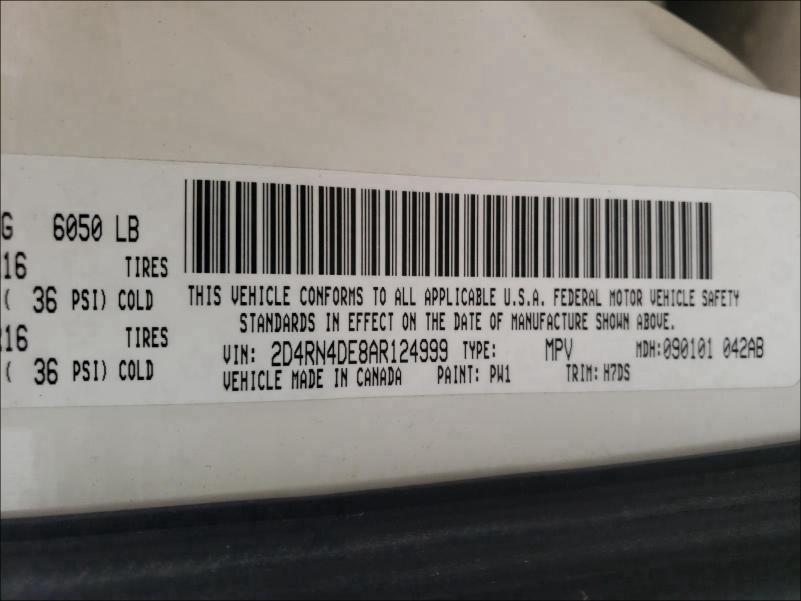 G 6050 LB
16 TIRES
( 36 PSI) COLD
16 TIRES
( 36 PSI) COLD
THIS VEHICLE CONFORMS TO ALL APPLICABLE U.S.A. FEDERAL MOTOR VEHICLE SAFETY
STANDARDS IN EFFECT ON THE DATE OF MANUFACTURE SHOWN ABOVE.
VIN: 2D4RN4DE8AR124999 TYPE: MPV MDH:090101 042AB
VEHICLE MADE IN CANADA PAINT: PW1 TRIM: H7DS